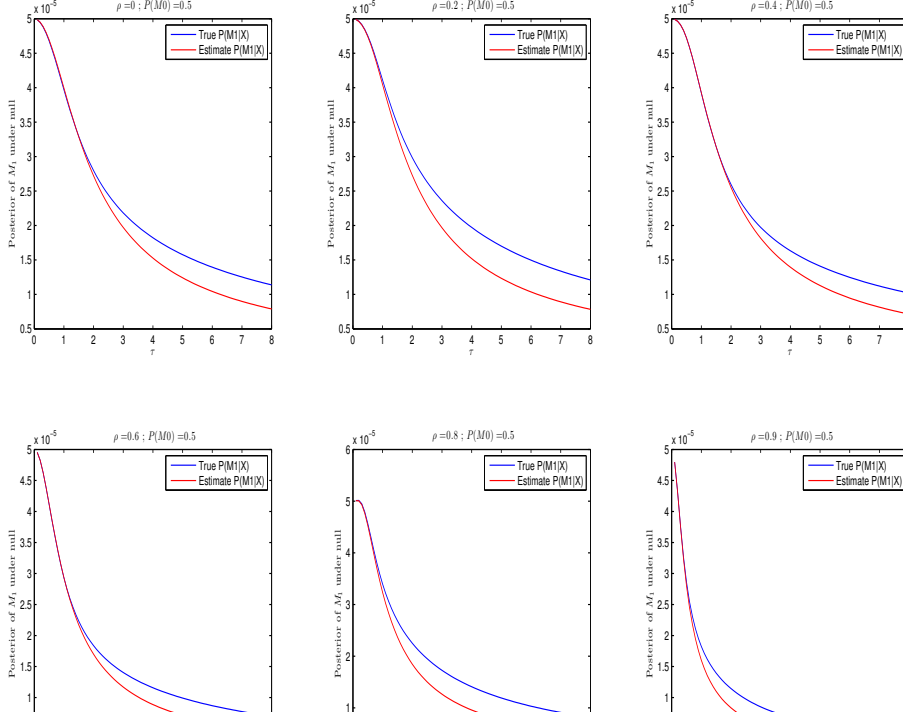 ρ =0 ; P(M0) =0.5
x 10⁻⁵
5
4.5
4
3.5
3
2.5
2
1.5
1
0.5
0 1 2 3 4 5 6 7 8
τ
Posterior of M₁ under null
True P(M1|X)
Estimate P(M1|X)
ρ =0.2 ; P(M0) =0.5
x 10⁻⁵
5
4.5
4
3.5
3
2.5
2
1.5
1
0.5
0 1 2 3 4 5 6 7 8
τ
Posterior of M₁ under null
True P(M1|X)
Estimate P(M1|X)
ρ =0.4 ; P(M0) =0.5
x 10⁻⁵
5
4.5
4
3.5
3
2.5
2
1.5
1
0.5
0 1 2 3 4 5 6 7
τ
Posterior of M₁ under null
True P(M1|X)
Estimate P(M1|X)
ρ =0.6 ; P(M0) =0.5
x 10⁻⁵
5
4.5
4
3.5
3
2.5
2
1.5
1
Posterior of M₁ under null
True P(M1|X)
Estimate P(M1|X)
ρ =0.8 ; P(M0) =0.5
x 10⁻⁵
6
5
4
3
2
1
Posterior of M₁ under null
True P(M1|X)
Estimate P(M1|X)
ρ =0.9 ; P(M0) =0.5
x 10⁻⁵
5
4.5
4
3.5
3
2.5
2
1.5
1
Posterior of M₁ under null
True P(M1|X)
Estimate P(M1|X)